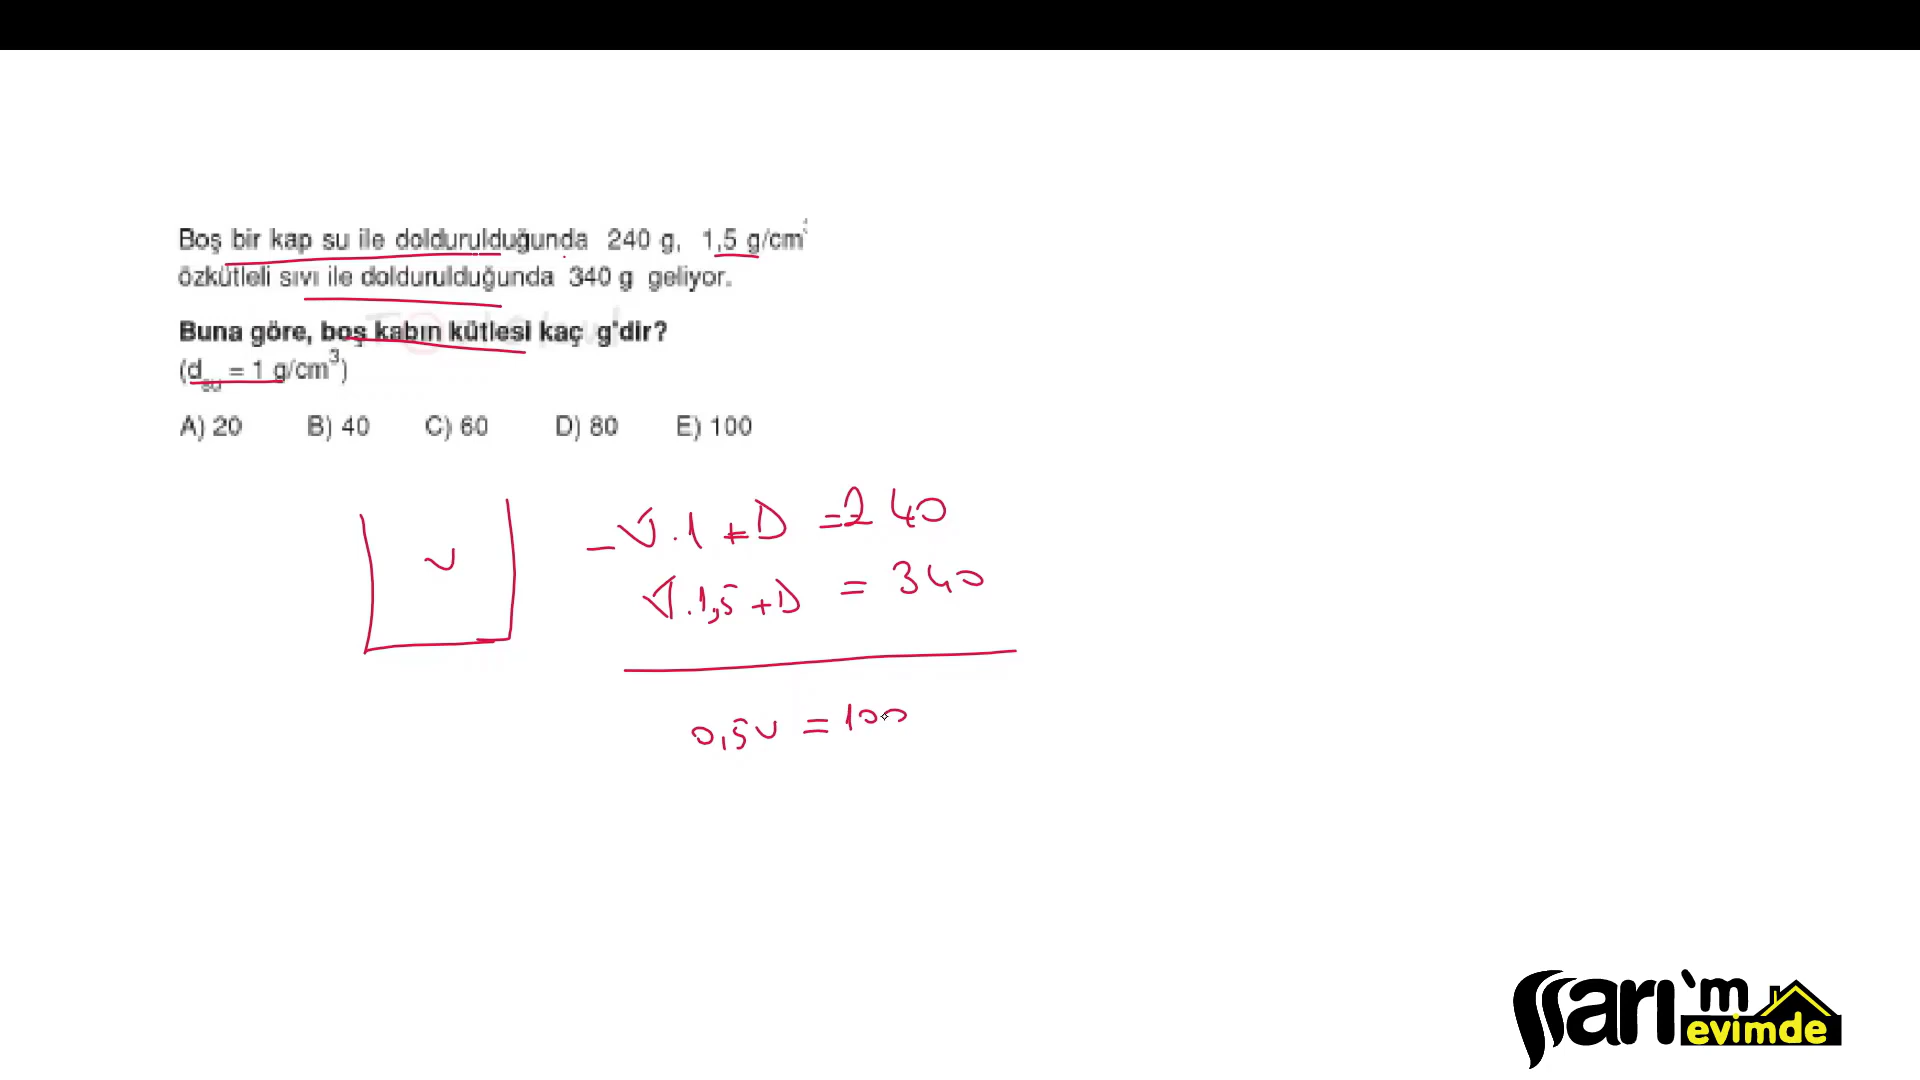 Boş bir kap su ile doldurulduğunda 240 g, 1,5 g/cm³
özkütleli sıvı ile doldurulduğunda 340 g geliyor.
Buna göre, boş kabın kütlesi kaç g'dir?
(dsu = 1 g/cm³)
A) 20 B) 40 C) 60 D) 80 E) 100
v
- V.1 + D = 240
V.1,5 + D = 340
0,5v = 100
Sarı'm
evimde